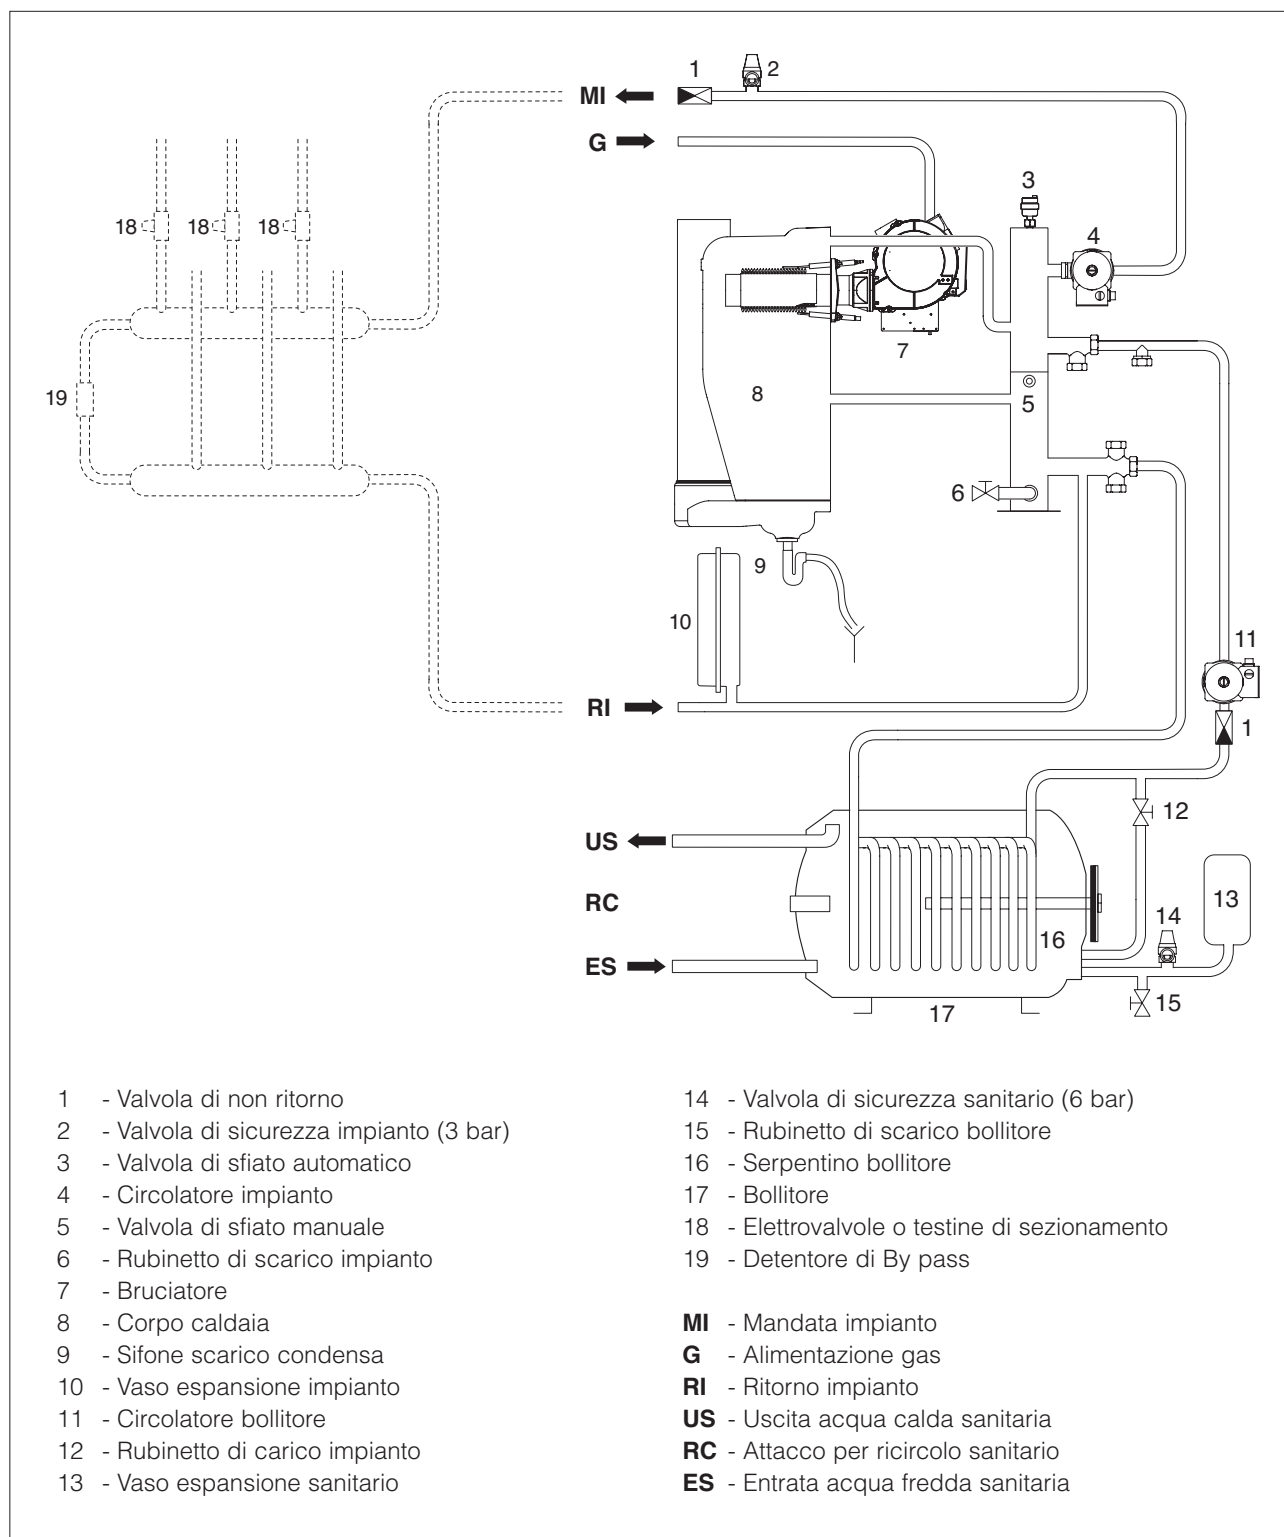 1
2
MI
G
3
4
18
18
18
7
19
8
5
6
9
10
11
RI
1
12
US
13
RC
14
16
ES
15
17
1 - Valvola di non ritorno
2 - Valvola di sicurezza impianto (3 bar)
3 - Valvola di sfiato automatico
4 - Circolatore impianto
5 - Valvola di sfiato manuale
6 - Rubinetto di scarico impianto
7 - Bruciatore
8 - Corpo caldaia
9 - Sifone scarico condensa
10 - Vaso espansione impianto
11 - Circolatore bollitore
12 - Rubinetto di carico impianto
13 - Vaso espansione sanitario
14 - Valvola di sicurezza sanitario (6 bar)
15 - Rubinetto di scarico bollitore
16 - Serpentino bollitore
17 - Bollitore
18 - Elettrovalvole o testine di sezionamento
19 - Detentore di By pass
MI - Mandata impianto
G - Alimentazione gas
RI - Ritorno impianto
US - Uscita acqua calda sanitaria
RC - Attacco per ricircolo sanitario
ES - Entrata acqua fredda sanitaria